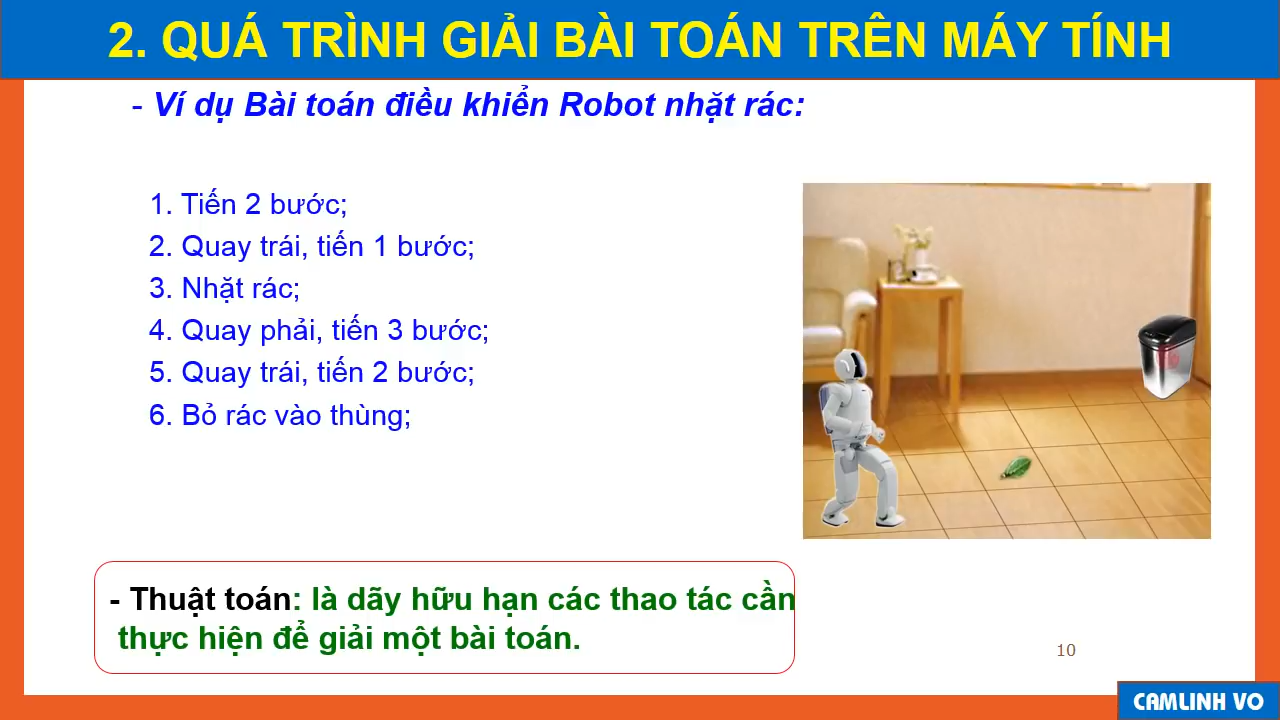 2. QUÁ TRÌNH GIẢI BÀI TOÁN TRÊN MÁY TÍNH
- Ví dụ Bài toán điều khiển Robot nhặt rác:
1. Tiến 2 bước;
2. Quay trái, tiến 1 bước;
3. Nhặt rác;
4. Quay phải, tiến 3 bước;
5. Quay trái, tiến 2 bước;
6. Bỏ rác vào thùng;
- Thuật toán: là dãy hữu hạn các thao tác cần
thực hiện để giải một bài toán.
10
CAMLINH VO